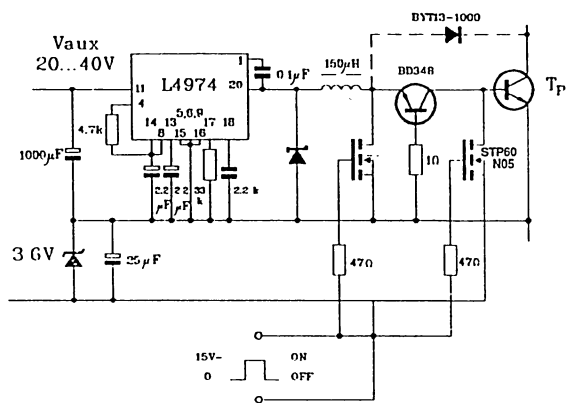 BYT13-1000
Vaux
20...40V
1
L4974
0.1µF
20
150µH
BD348
T_P
11
4
5,6,9
14 13 17 18
8 15 16
4.7k
1000µF
2.2 µF
2.2 µF
33 k
2.2 k
10
STP60
N05
3.6V
25µF
47Ω
47Ω
15V-
0
ON
OFF